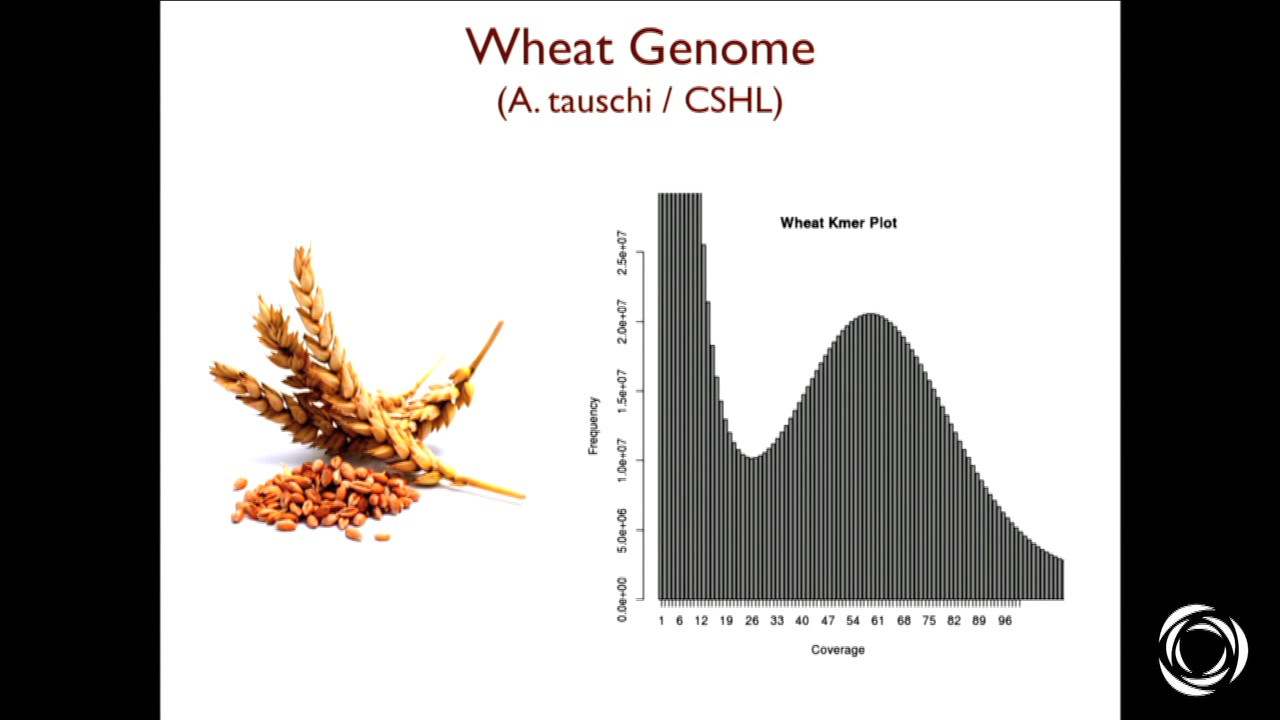 Wheat Genome
(A. tauschi / CSHL)
Wheat Kmer Plot
Frequency
2.5e+07
2.0e+07
1.5e+07
1.0e+07
5.0e+06
0.0e+00
1 6 12 19 26 33 40 47 54 61 68 75 82 89 96
Coverage